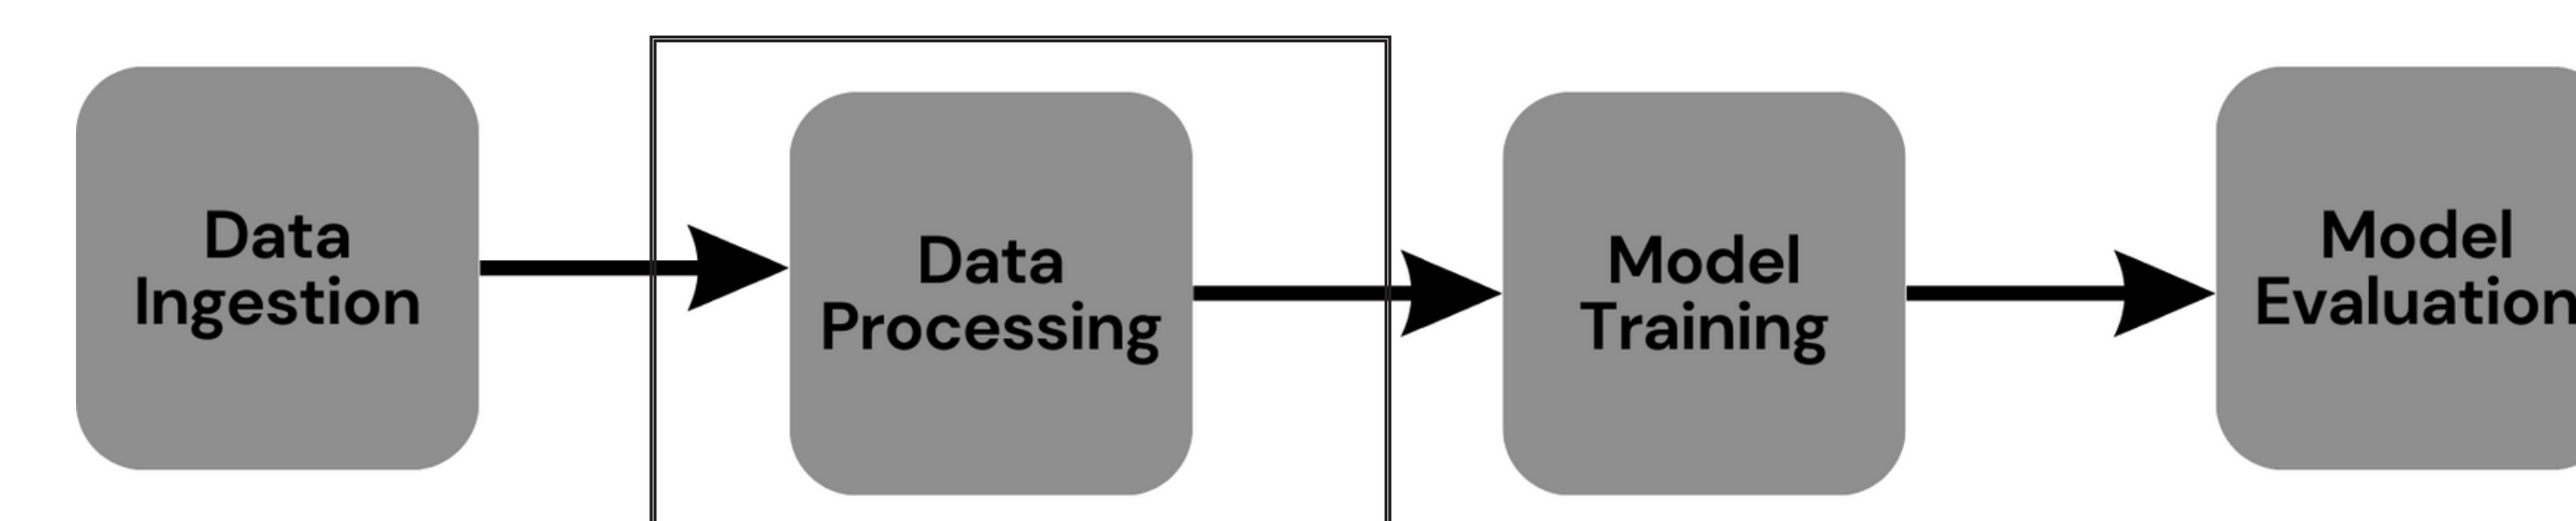 Data
Ingestion
Data
Processing
Model
Training
Model
Evaluation